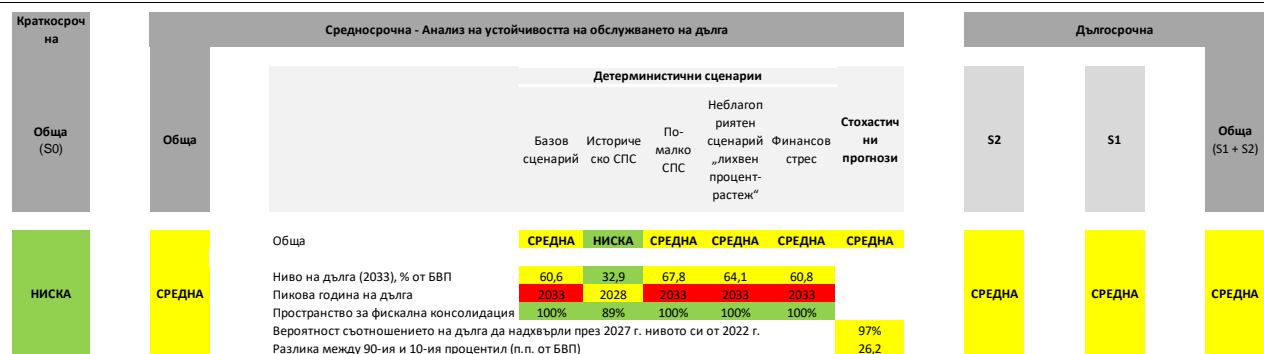 Краткосроч
на
Средносрочна - Анализ на устойчивостта на обслужването на дълга
Дългосрочна
Обща
(S0)
Обща
Детерминистични сценарии
Базов
сценарий
Историче
ско СПС
По-
малко
СПС
Неблагоп
риятен
сценарий
„лихвен
процент-
растеж“
Финансов
стрес
Стохастич
ни
прогнози
S2
S1
Обща
(S1 + S2)
НИСКА
СРЕДНА
Обща СРЕДНА НИСКА СРЕДНА СРЕДНА СРЕДНА СРЕДНА
Ниво на дълга (2033), % от БВП 60,6 32,9 67,8 64,1 60,8
Пикова година на дълга 2033 2028 2033 2033 2033
Пространство за фискална консолидация 100% 89% 100% 100% 100%
Вероятност съотношението на дълга да надхвърли през 2027 г. нивото си от 2022 г. 97%
Разлика между 90-ия и 10-ия процентил (п.п. от БВП) 26,2
СРЕДНА
СРЕДНА
СРЕДНА